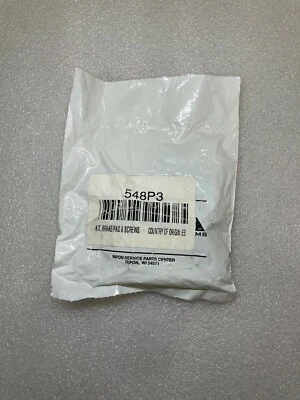 548P3
KIT, BRAKE PAD & SCREWS COUNTRY OF ORIGIN: ES
RIPON SERVICE PARTS CENTER
RIPON, WI 54971